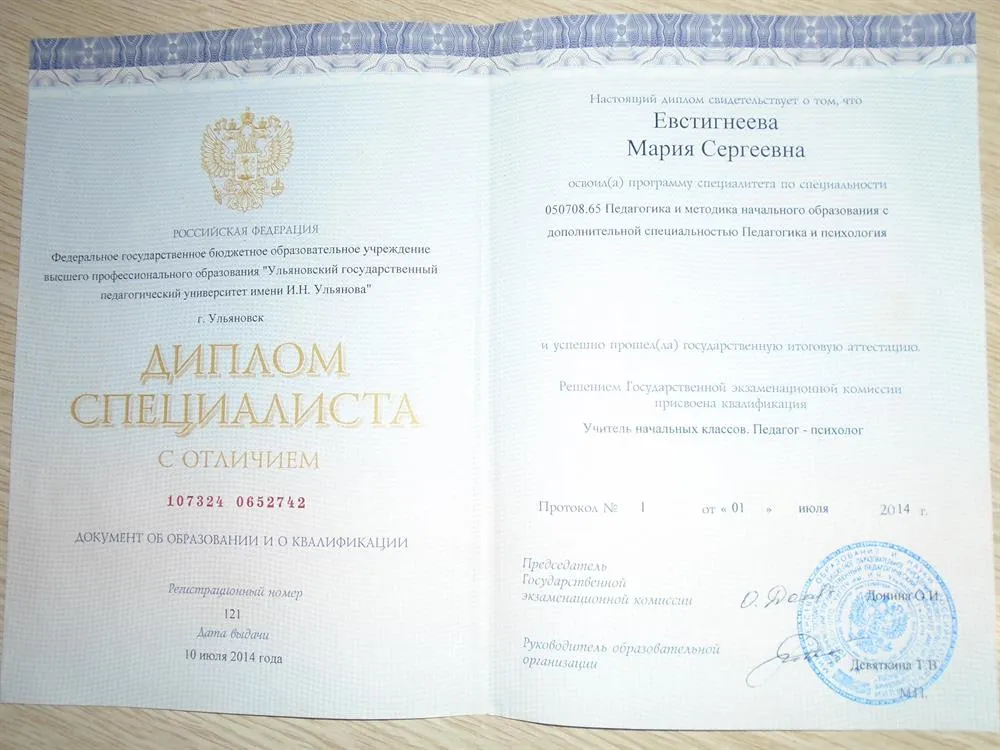 РОССИЙСКАЯ ФЕДЕРАЦИЯ
Федеральное государственное бюджетное образовательное учреждение
высшего профессионального образования "Ульяновский государственный
педагогический университет имени И.Н. Ульянова"
г. Ульяновск
ДИПЛОМ
СПЕЦИАЛИСТА
С ОТЛИЧИЕМ
107324 0652742
ДОКУМЕНТ ОБ ОБРАЗОВАНИИ И О КВАЛИФИКАЦИИ
Регистрационный номер
121
Дата выдачи
10 июля 2014 года
Настоящий диплом свидетельствует о том, что
Евстигнеева
Мария Сергеевна
освоил(а) программу специалитета по специальности
050708.65 Педагогика и методика начального образования с
дополнительной специальностью Педагогика и психология
и успешно прошел(ла) государственную итоговую аттестацию.
Решением Государственной экзаменационной комиссии
присвоена квалификация
Учитель начальных классов. Педагог - психолог
Протокол № 1 от « 01 » июля 2014 г.
Председатель
Государственной
экзаменационной комиссии
Донина О.И.
Руководитель образовательной
организации
Девяткина Т.В.
М.П.